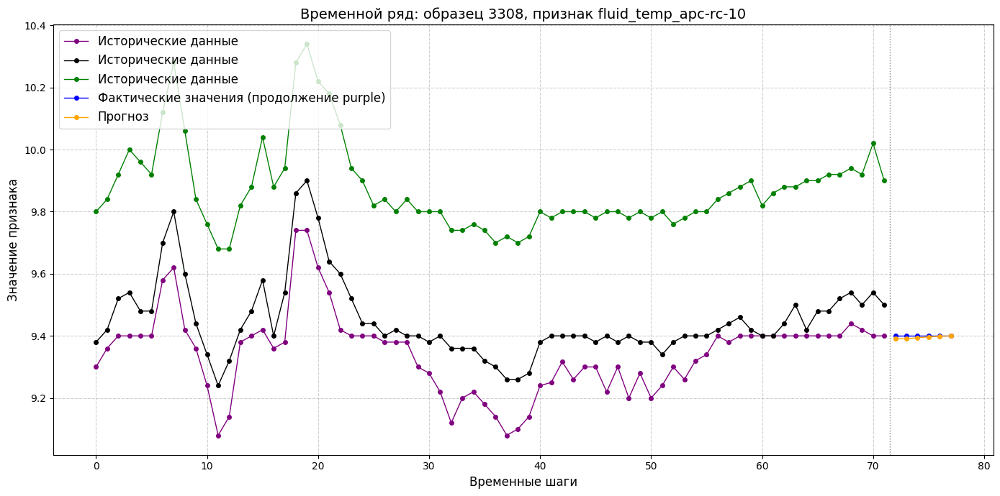 Временной ряд: образец 3308, признак fluid_temp_apc-rc-10
Исторические данные
Исторические данные
Исторические данные
Фактические значения (продолжение purple)
Прогноз
Значение признака
10.4
10.2
10.0
9.8
9.6
9.4
9.2
0 10 20 30 40 50 60 70 80
Временные шаги